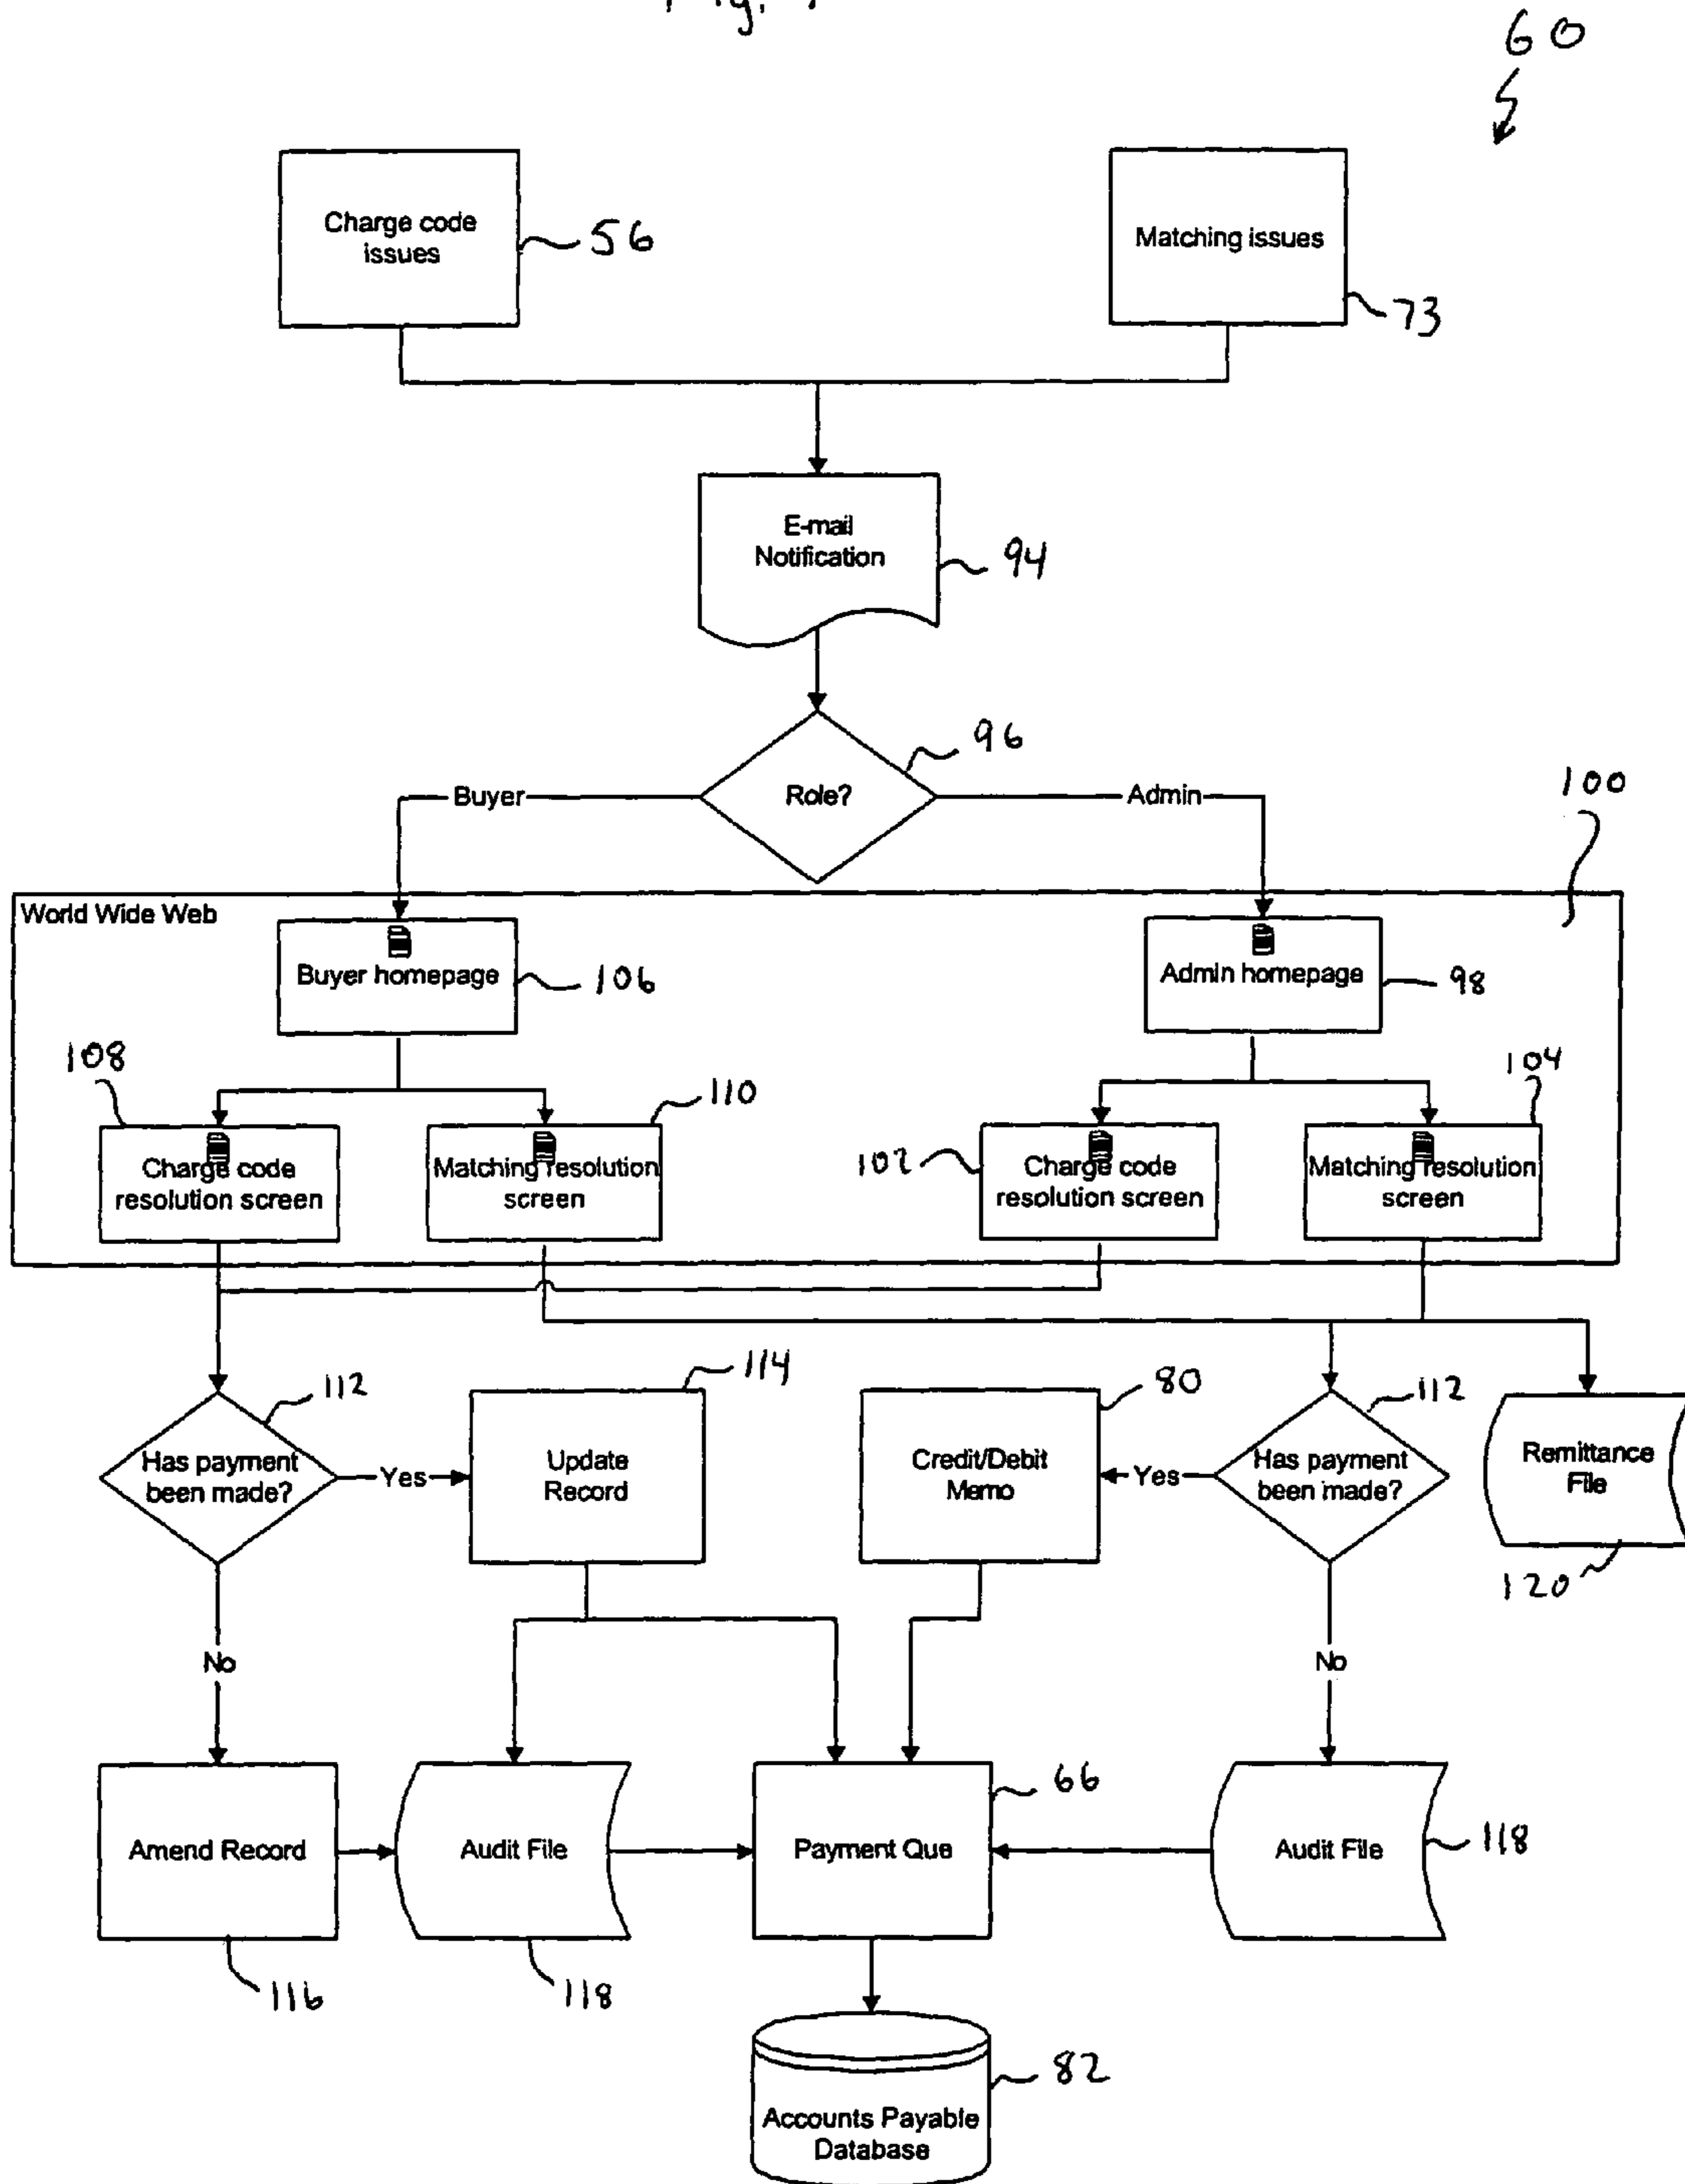 60
Charge code
issues
56
Matching issues
73
E-mail
Notification
94
96
Role?
Buyer
Admin
100
World Wide Web
Buyer homepage
106
Admin homepage
98
108
110
104
Charge code
resolution screen
Matching resolution
screen
102
Charge code
resolution screen
Matching resolution
screen
112
114
80
112
Has payment
been made?
Yes
Update
Record
Credit/Debit
Memo
Yes
Has payment
been made?
Remittance
File
120
No
No
66
Amend Record
Audit File
Payment Que
Audit File
118
116
118
82
Accounts Payable
Database